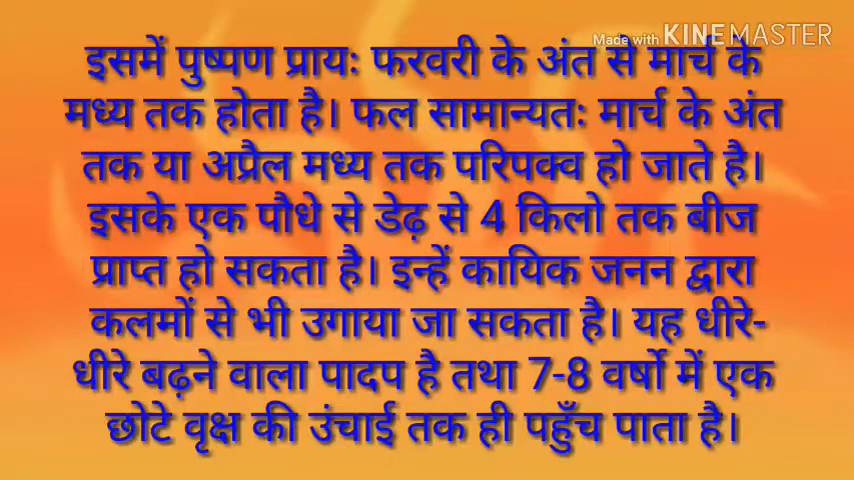 Made with KINEMASTER
इसमें पुष्पण प्रायः फरवरी के अंत से मार्च के
मध्य तक होता है। फल सामान्यतः मार्च के अंत
तक या अप्रैल मध्य तक परिपक्व हो जाते है।
इसके एक पौधे से डेढ़ से 4 किलो तक बीज
प्राप्त हो सकता है। इन्हें कायिक जनन द्वारा
कलमों से भी उगाया जा सकता है। यह धीरे-
धीरे बढ़ने वाला पादप है तथा 7-8 वर्षो में एक
छोटे वृक्ष की उंचाई तक ही पहुँच पाता है।